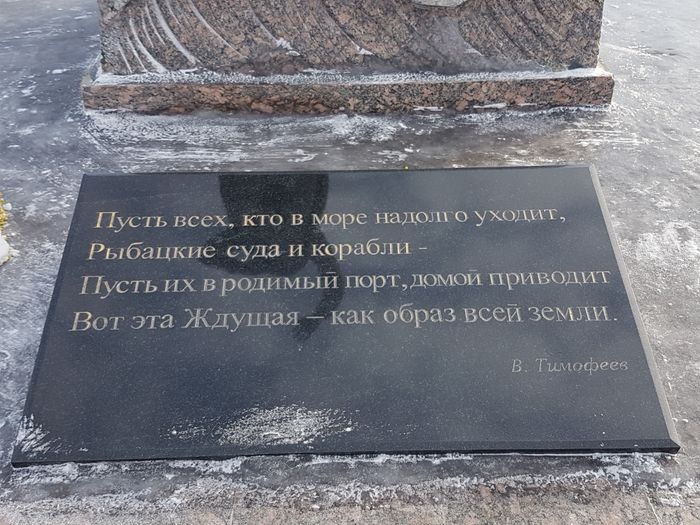 Пусть всех, кто в море надолго уходит,
Рыбацкие суда и корабли -
Пусть их в родимый порт, домой приводит
Вот эта Ждущая – как образ всей земли.
В. Тимофеев